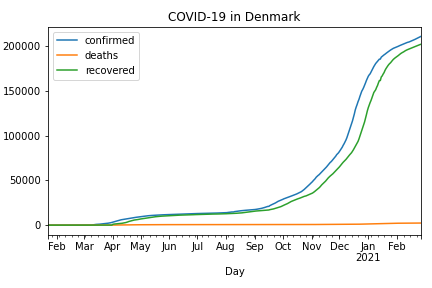 COVID-19 in Denmark
confirmed
deaths
recovered
200000
150000
100000
50000
0
Feb Mar Apr May Jun Jul Aug Sep Oct Nov Dec Jan Feb
2021
Day